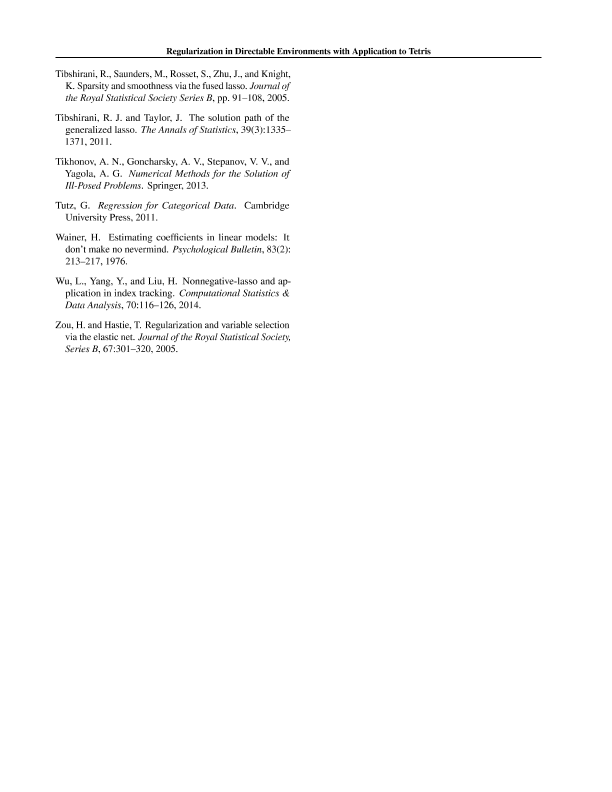 Regularization in Directable Environments with Application to Tetris
Tibshirani, R., Saunders, M., Rosset, S., Zhu, J., and Knight,
K. Sparsity and smoothness via the fused lasso. Journal of
the Royal Statistical Society Series B, pp. 91–108, 2005.
Tibshirani, R. J. and Taylor, J. The solution path of the
generalized lasso. The Annals of Statistics, 39(3):1335–
1371, 2011.
Tikhonov, A. N., Goncharsky, A. V., Stepanov, V. V., and
Yagola, A. G. Numerical Methods for the Solution of
Ill-Posed Problems. Springer, 2013.
Tutz, G. Regression for Categorical Data. Cambridge
University Press, 2011.
Wainer, H. Estimating coefficients in linear models: It
don't make no nevermind. Psychological Bulletin, 83(2):
213–217, 1976.
Wu, L., Yang, Y., and Liu, H. Nonnegative-lasso and ap-
plication in index tracking. Computational Statistics &
Data Analysis, 70:116–126, 2014.
Zou, H. and Hastie, T. Regularization and variable selection
via the elastic net. Journal of the Royal Statistical Society,
Series B, 67:301–320, 2005.